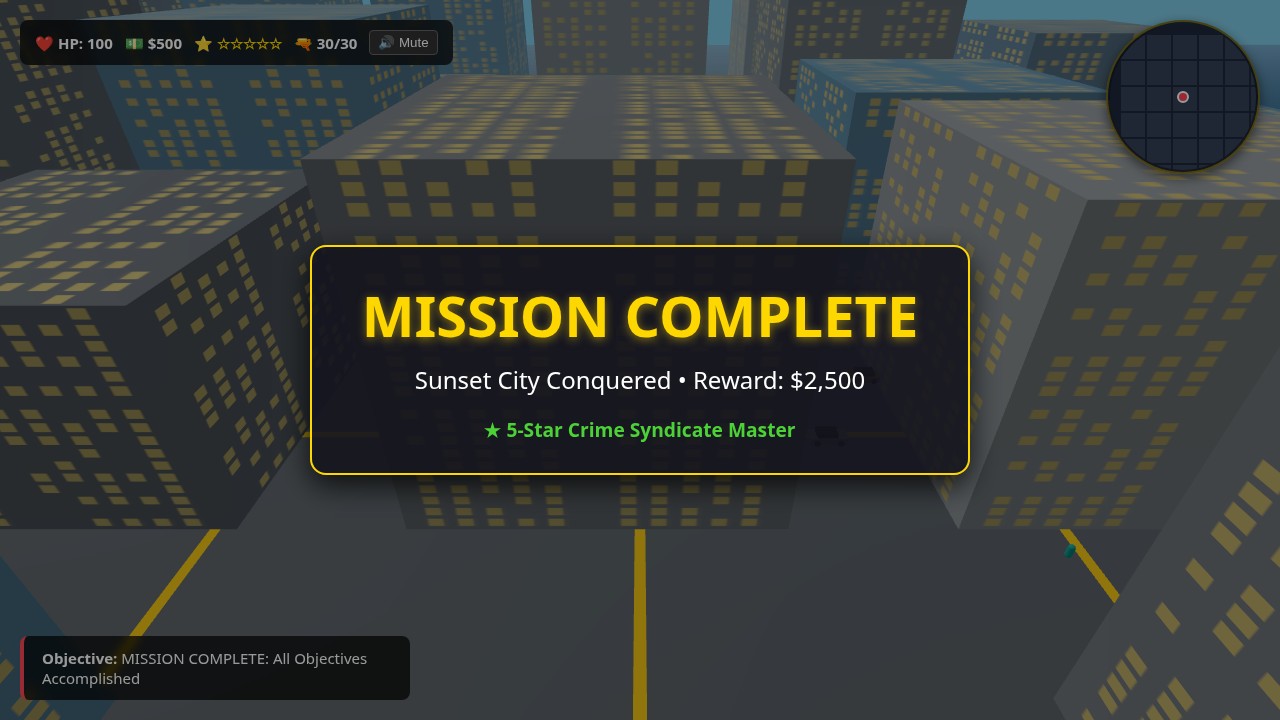 ❤️ HP: 100 💵 $500 ⭐ ☆☆☆☆☆ 🔫 30/30 🔊 Mute
MISSION COMPLETE
Sunset City Conquered • Reward: $2,500
★ 5-Star Crime Syndicate Master
Objective: MISSION COMPLETE: All Objectives
Accomplished